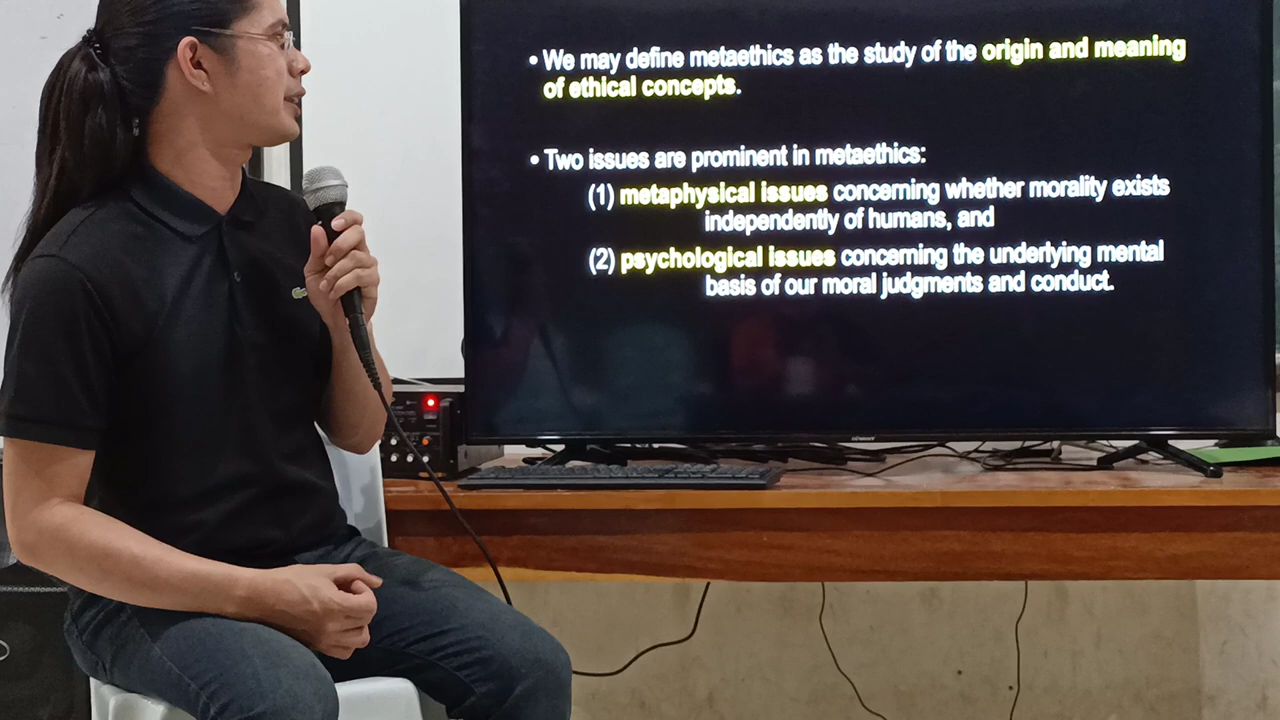 • We may define metaethics as the study of the origin and meaning
of ethical concepts.
• Two issues are prominent in metaethics:
(1) metaphysical issues concerning whether morality exists
independently of humans, and
(2) psychological issues concerning the underlying mental
basis of our moral judgments and conduct.